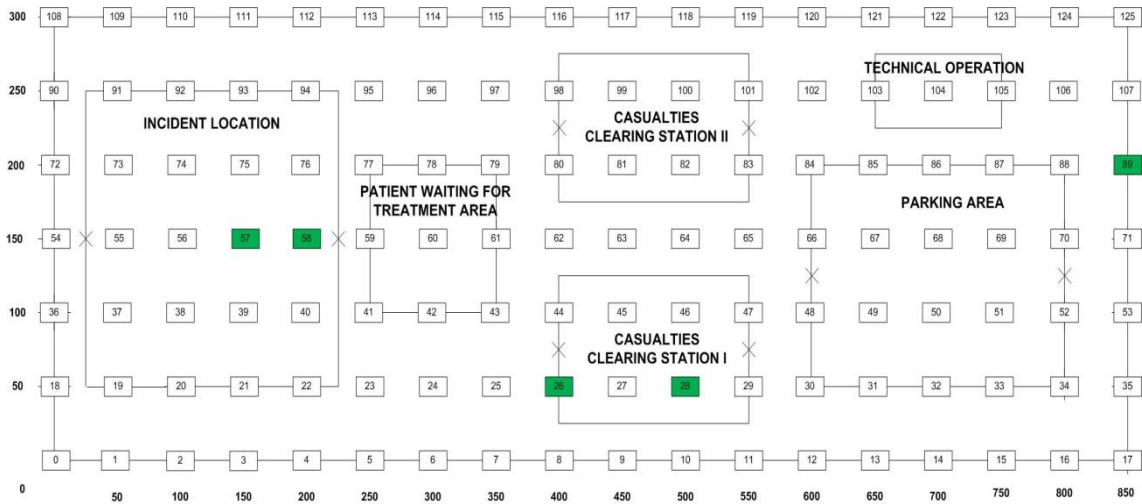 300 108 109 110 111 112 113 114 115 116 117 118 119 120 121 122 123 124 125
TECHNICAL OPERATION
250 90 91 92 93 94 95 96 97 98 99 100 101 102 103 104 105 106 107
INCIDENT LOCATION
CASUALTIES
CLEARING STATION II
200 72 73 74 75 76 77 78 79 80 81 82 83 84 85 86 87 88 89
PATIENT WAITING FOR
TREATMENT AREA
PARKING AREA
150 54 55 56 57 58 59 60 61 62 63 64 65 66 67 68 69 70 71
100 36 37 38 39 40 41 42 43 44 45 46 47 48 49 50 51 52 53
CASUALTIES
CLEARING STATION I
50 18 19 20 21 22 23 24 25 26 27 28 29 30 31 32 33 34 35
0 1 2 3 4 5 6 7 8 9 10 11 12 13 14 15 16 17
0 50 100 150 200 250 300 350 400 450 500 550 600 650 700 750 800 850